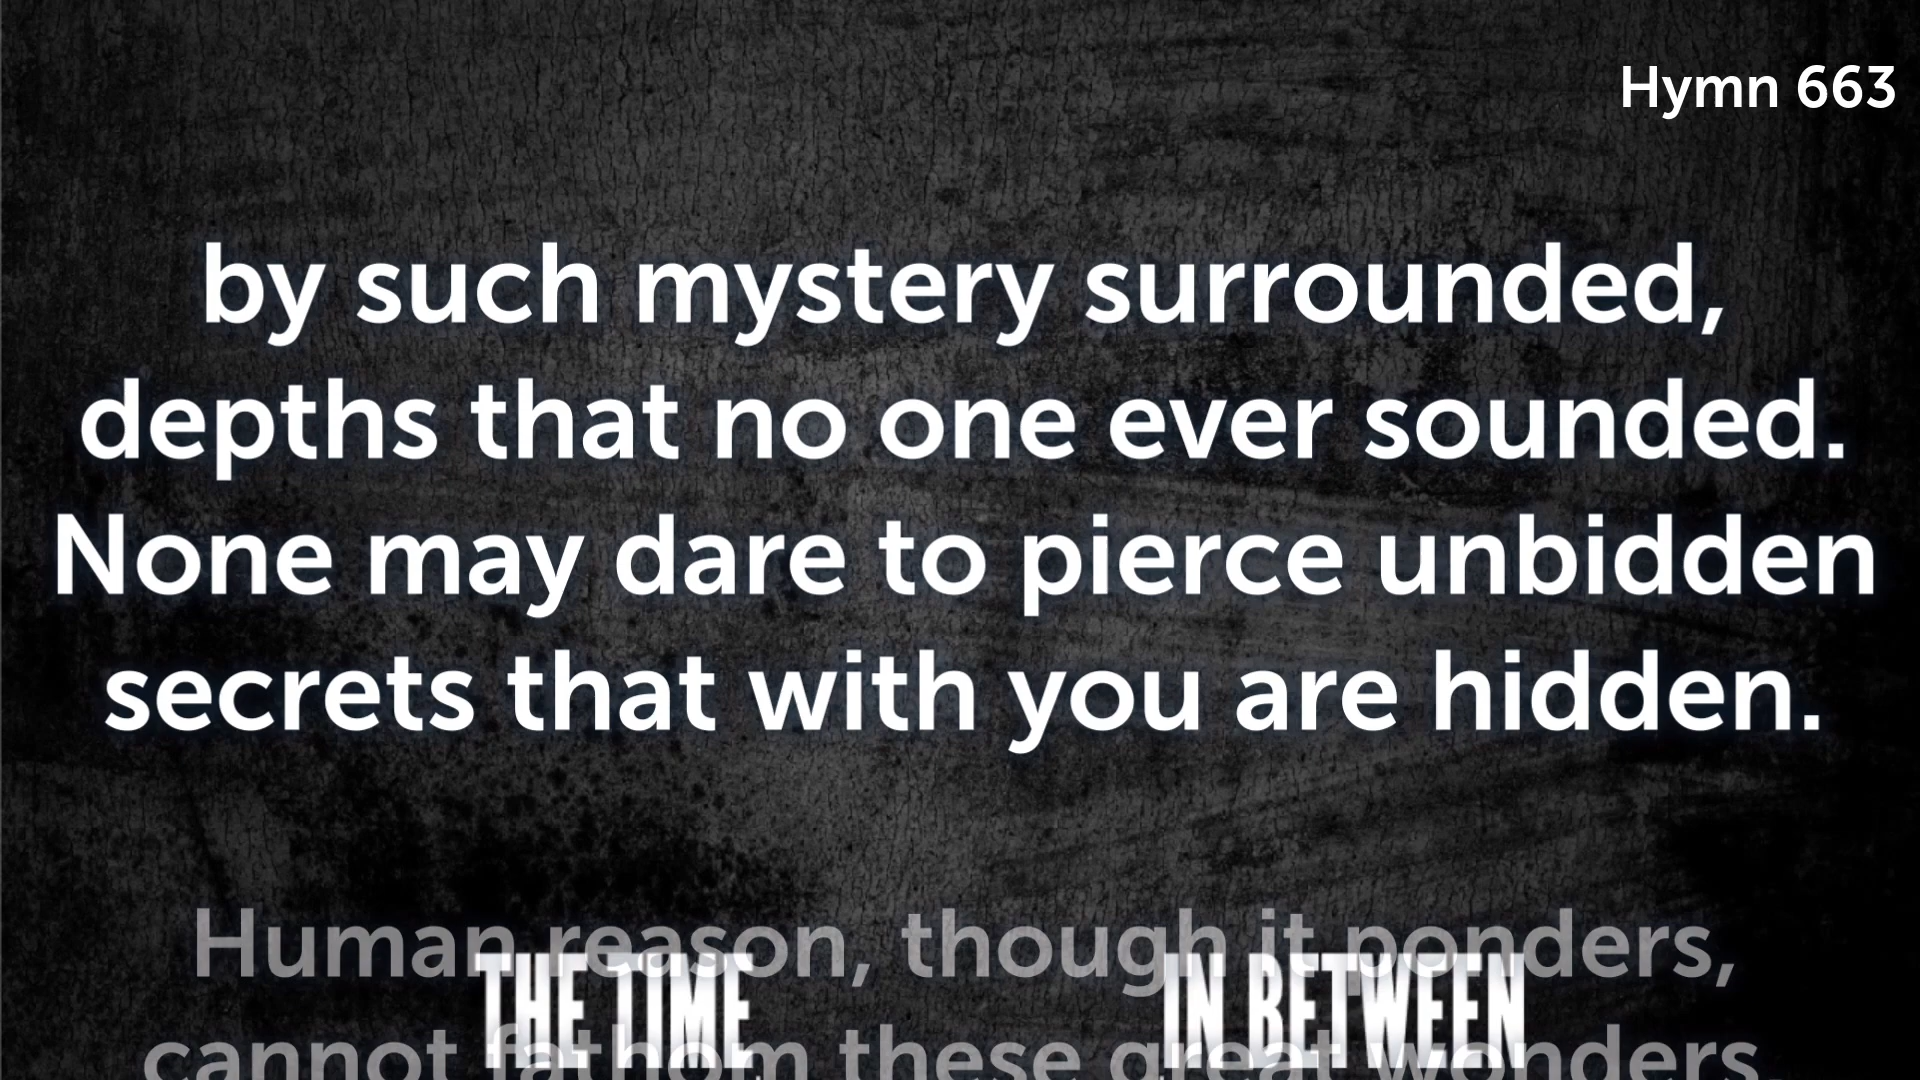 Hymn 663
by such mystery surrounded,
depths that no one ever sounded.
None may dare to pierce unbidden
secrets that with you are hidden.
Human reason, though it ponders,
THE TIME IN BETWEEN
cannot fathom these great wonders